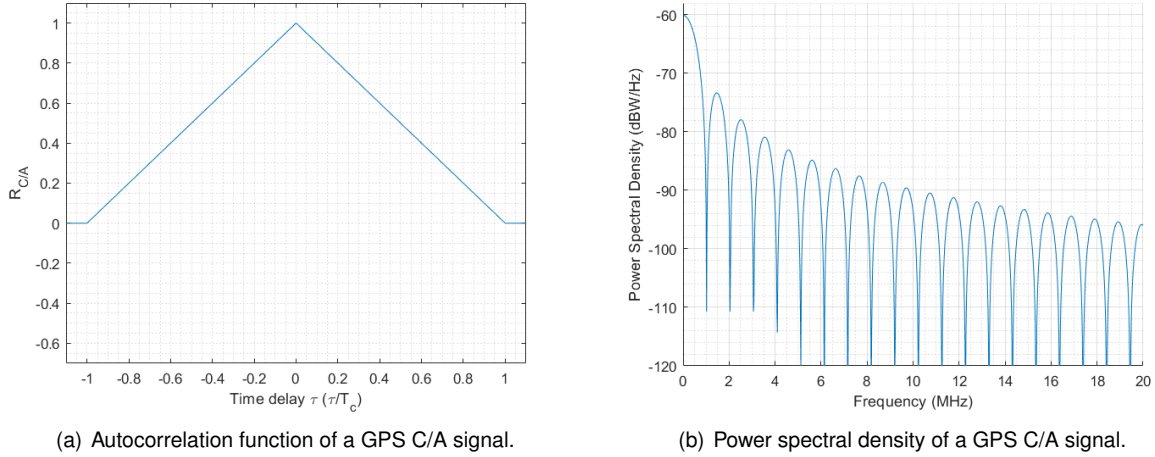 1
0.8
0.6
0.4
0.2
0
-0.2
-0.4
-0.6
R_C/A
-1 -0.8 -0.6 -0.4 -0.2 0 0.2 0.4 0.6 0.8 1
Time delay τ (τ/T_c)
(a) Autocorrelation function of a GPS C/A signal.
-60
-70
-80
-90
-100
-110
-120
Power Spectral Density (dBW/Hz)
0 2 4 6 8 10 12 14 16 18 20
Frequency (MHz)
(b) Power spectral density of a GPS C/A signal.